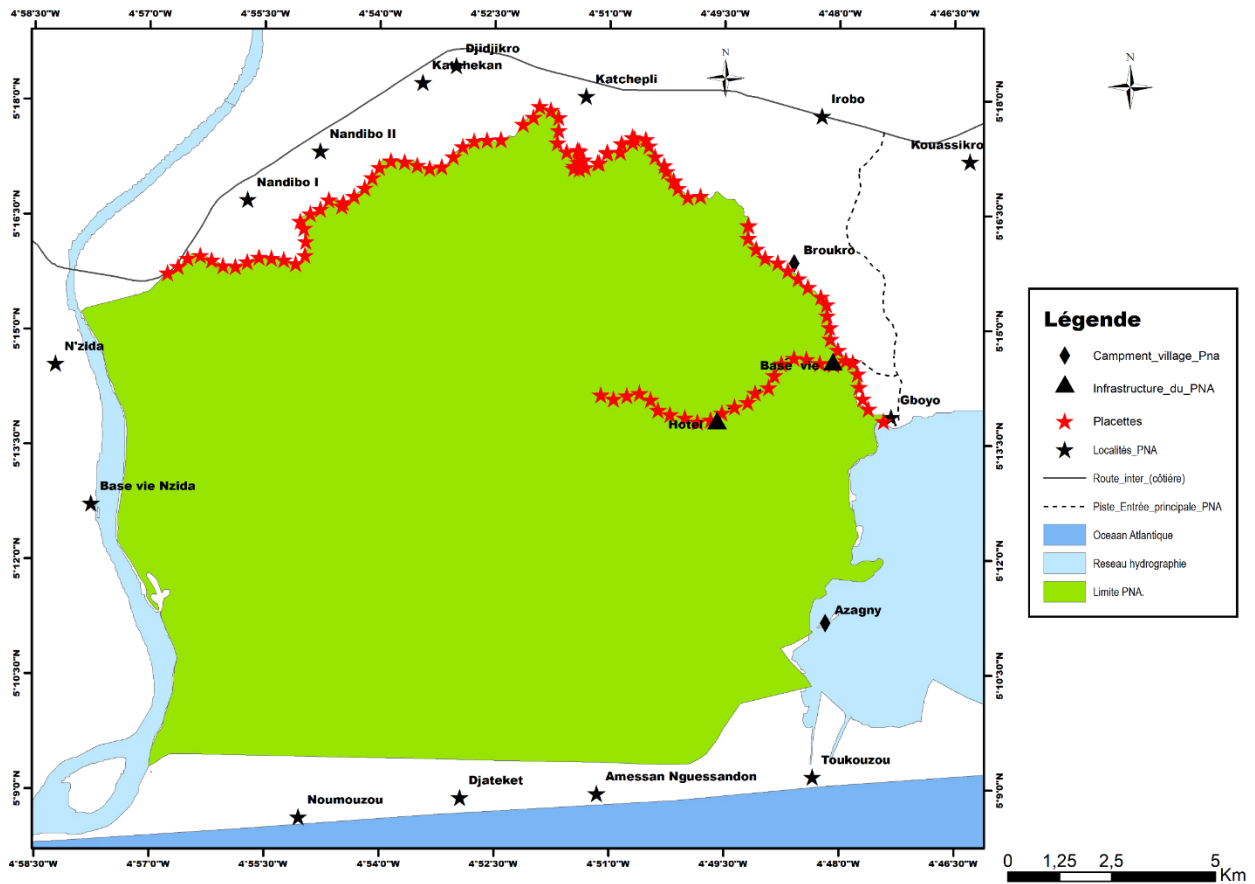 4°58'30"W 4°57'0"W 4°55'30"W 4°54'0"W 4°52'30"W 4°51'0"W 4°49'30"W 4°48'0"W 4°46'30"W
Djidjikro
Katchekan
N
N
Katchepli
5°18'0"N
5°18'0"N
Irobo
Nandibo II
Kouassikro
Nandibo I
5°16'30"N
5°16'30"N
Broukro
5°15'0"N
5°15'0"N
N'zida
Base vie
Gboyo
Hotel
5°13'30"N
5°13'30"N
Base vie Nzida
5°12'0"N
5°12'0"N
Azagny
5°10'30"N
5°10'30"N
Toukouzou
Djateket
Amessan Nguessandon
5°9'0"N
5°9'0"N
Noumouzou
4°58'30"W 4°57'0"W 4°55'30"W 4°54'0"W 4°52'30"W 4°51'0"W 4°49'30"W 4°48'0"W 4°46'30"W
Légende
Campment_village_Pna
Infrastructure_du_PNA
Placettes
Localités_PNA
Route_inter_(côtière)
Piste_Entrée_principale_PNA
Oceaan Atlantique
Reseau hydrographie
Limite PNA.
0 1,25 2,5 5
Km